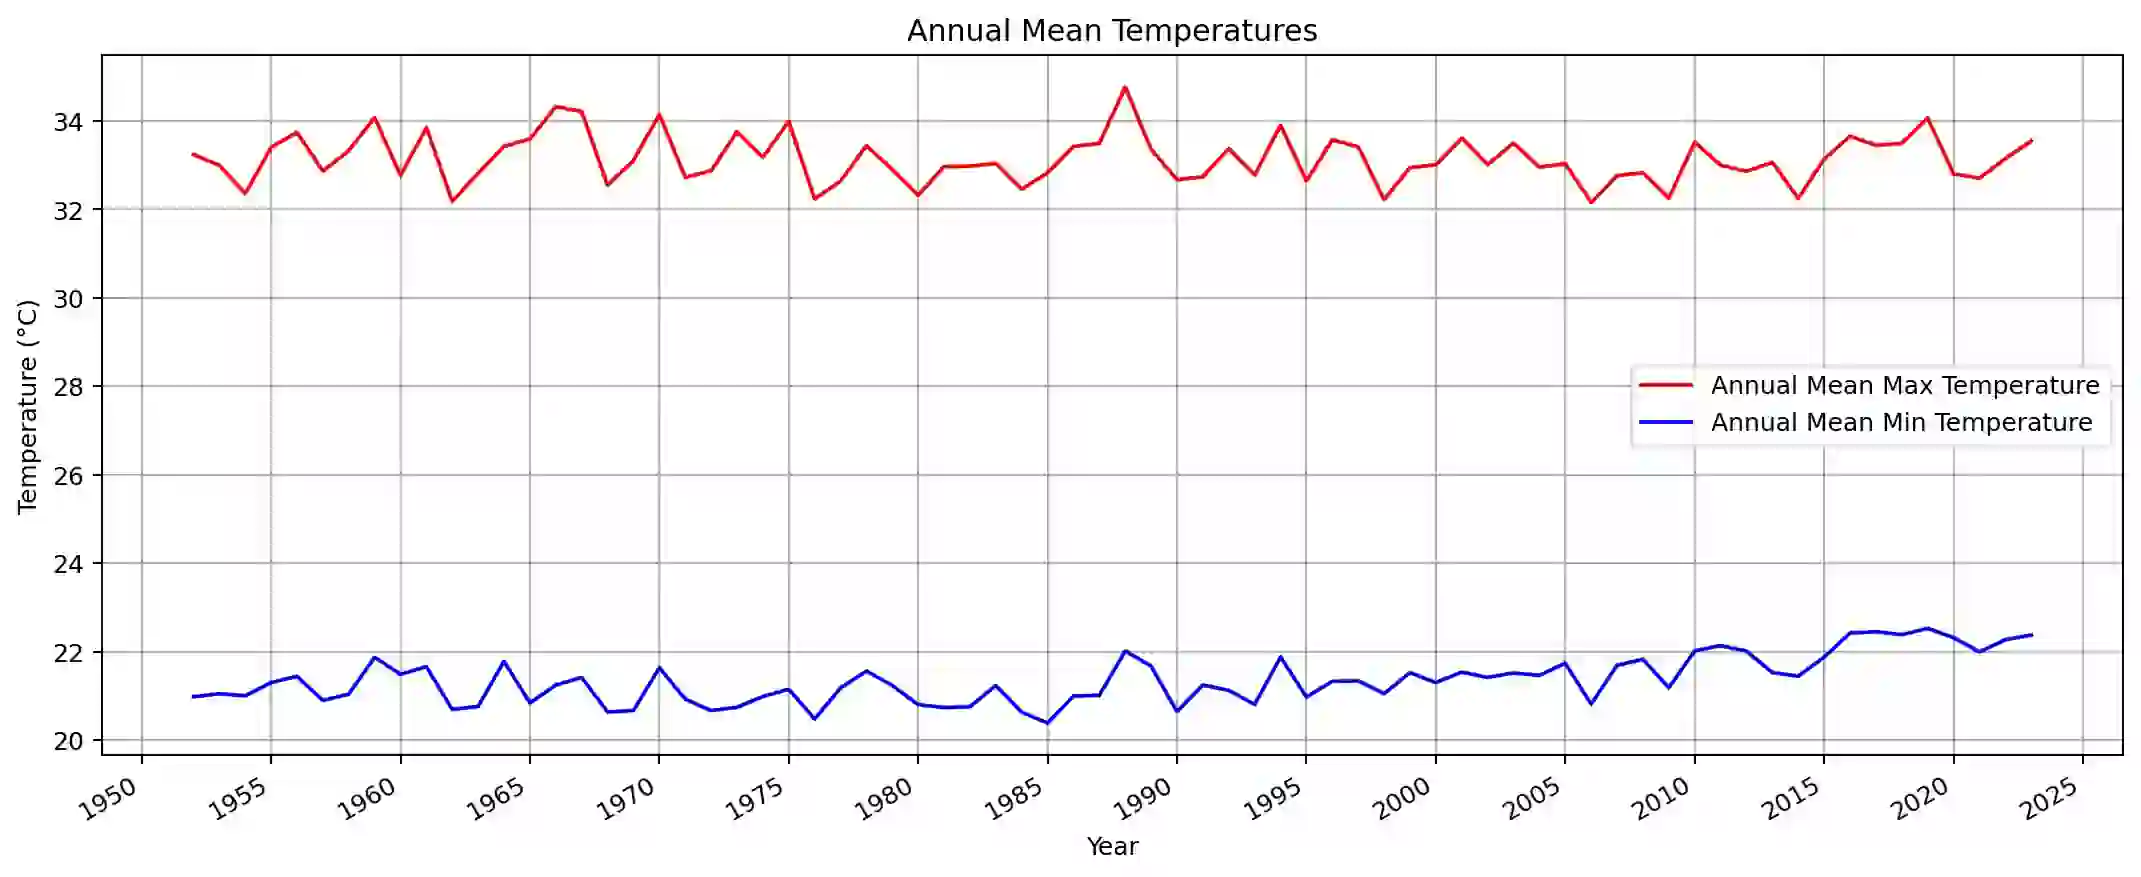 Annual Mean Temperatures
34
32
30
28
26
24
22
20
Temperature (°C)
Annual Mean Max Temperature
Annual Mean Min Temperature
1950 1955 1960 1965 1970 1975 1980 1985 1990 1995 2000 2005 2010 2015 2020 2025
Year